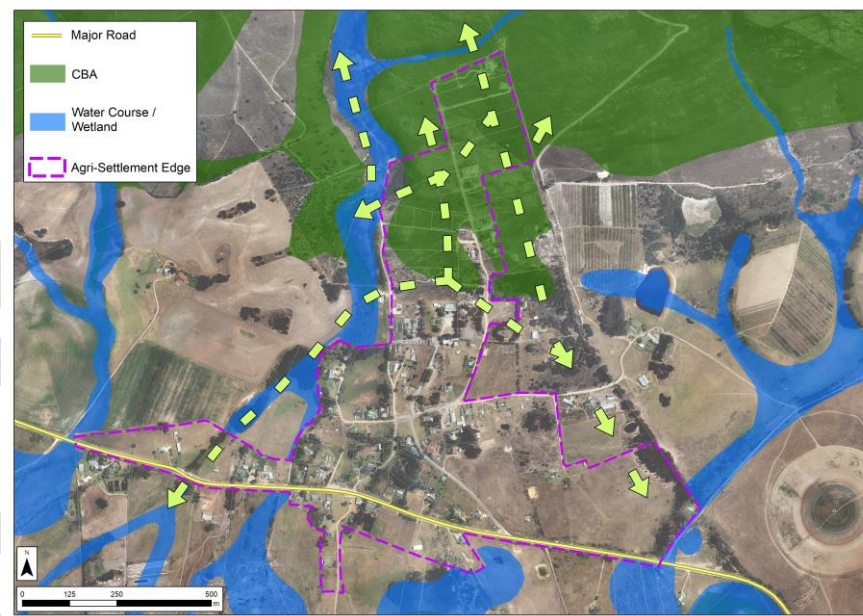 Major Road
CBA
Water Course /
Wetland
Agri-Settlement Edge
N
0 125 250 500
m